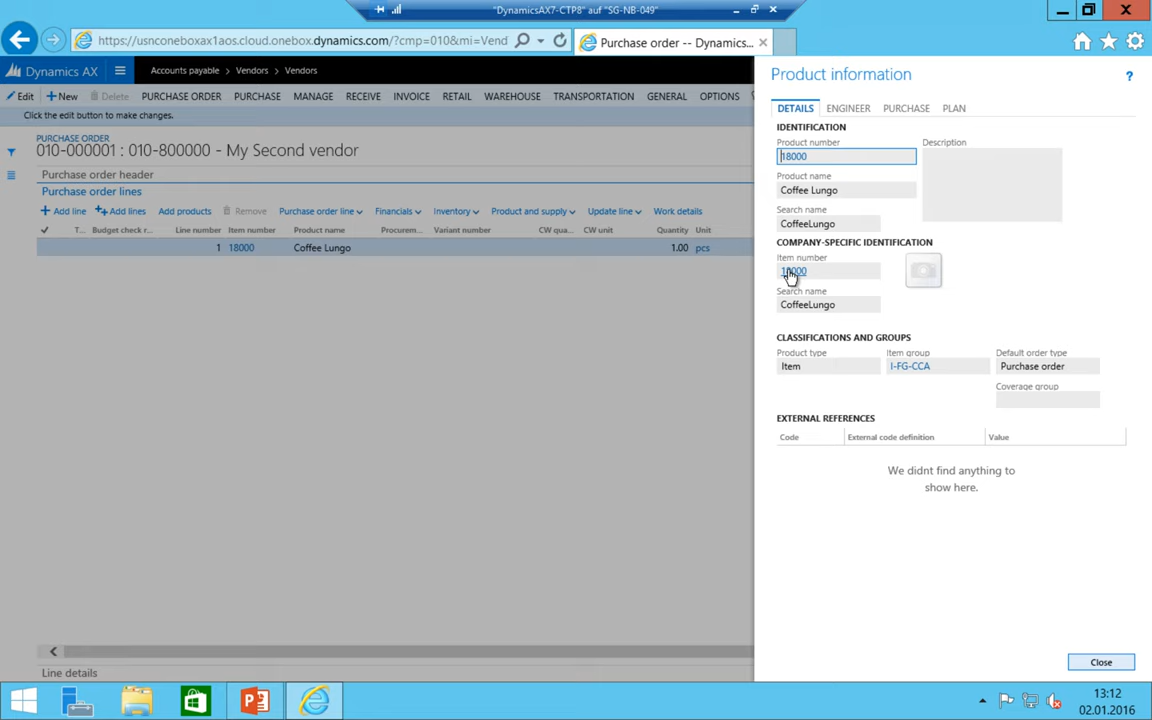 "DynamicsAX7-CTP8" auf "SG-NB-049"
https://usnconeboxax1aos.cloud.onebox.dynamics.com/?cmp=010&mi=Vend
Purchase order -- Dynamics...
Dynamics AX
Accounts payable > Vendors > Vendors
Edit
New
Delete
PURCHASE ORDER
PURCHASE
MANAGE
RECEIVE
INVOICE
RETAIL
WAREHOUSE
TRANSPORTATION
GENERAL
OPTIONS
Click the edit button to make changes.
PURCHASE ORDER
010-000001 : 010-800000 - My Second vendor
Purchase order header
Purchase order lines
Add line
Add lines
Add products
Remove
Purchase order line
Financials
Inventory
Product and supply
Update line
Work details
T... Budget check r... Line number Item number Product name Procurem... Variant number CW qua... CW unit Quantity Unit
1 18000 Coffee Lungo 1.00 pcs
Line details
Product information
?
DETAILS ENGINEER PURCHASE PLAN
IDENTIFICATION
Product number
18000
Description
Product name
Coffee Lungo
Search name
CoffeeLungo
COMPANY-SPECIFIC IDENTIFICATION
Item number
18000
Search name
CoffeeLungo
CLASSIFICATIONS AND GROUPS
Product type
Item
Item group
I-FG-CCA
Default order type
Purchase order
Coverage group
EXTERNAL REFERENCES
Code External code definition Value
We didnt find anything to
show here.
Close
13:12
02.01.2016